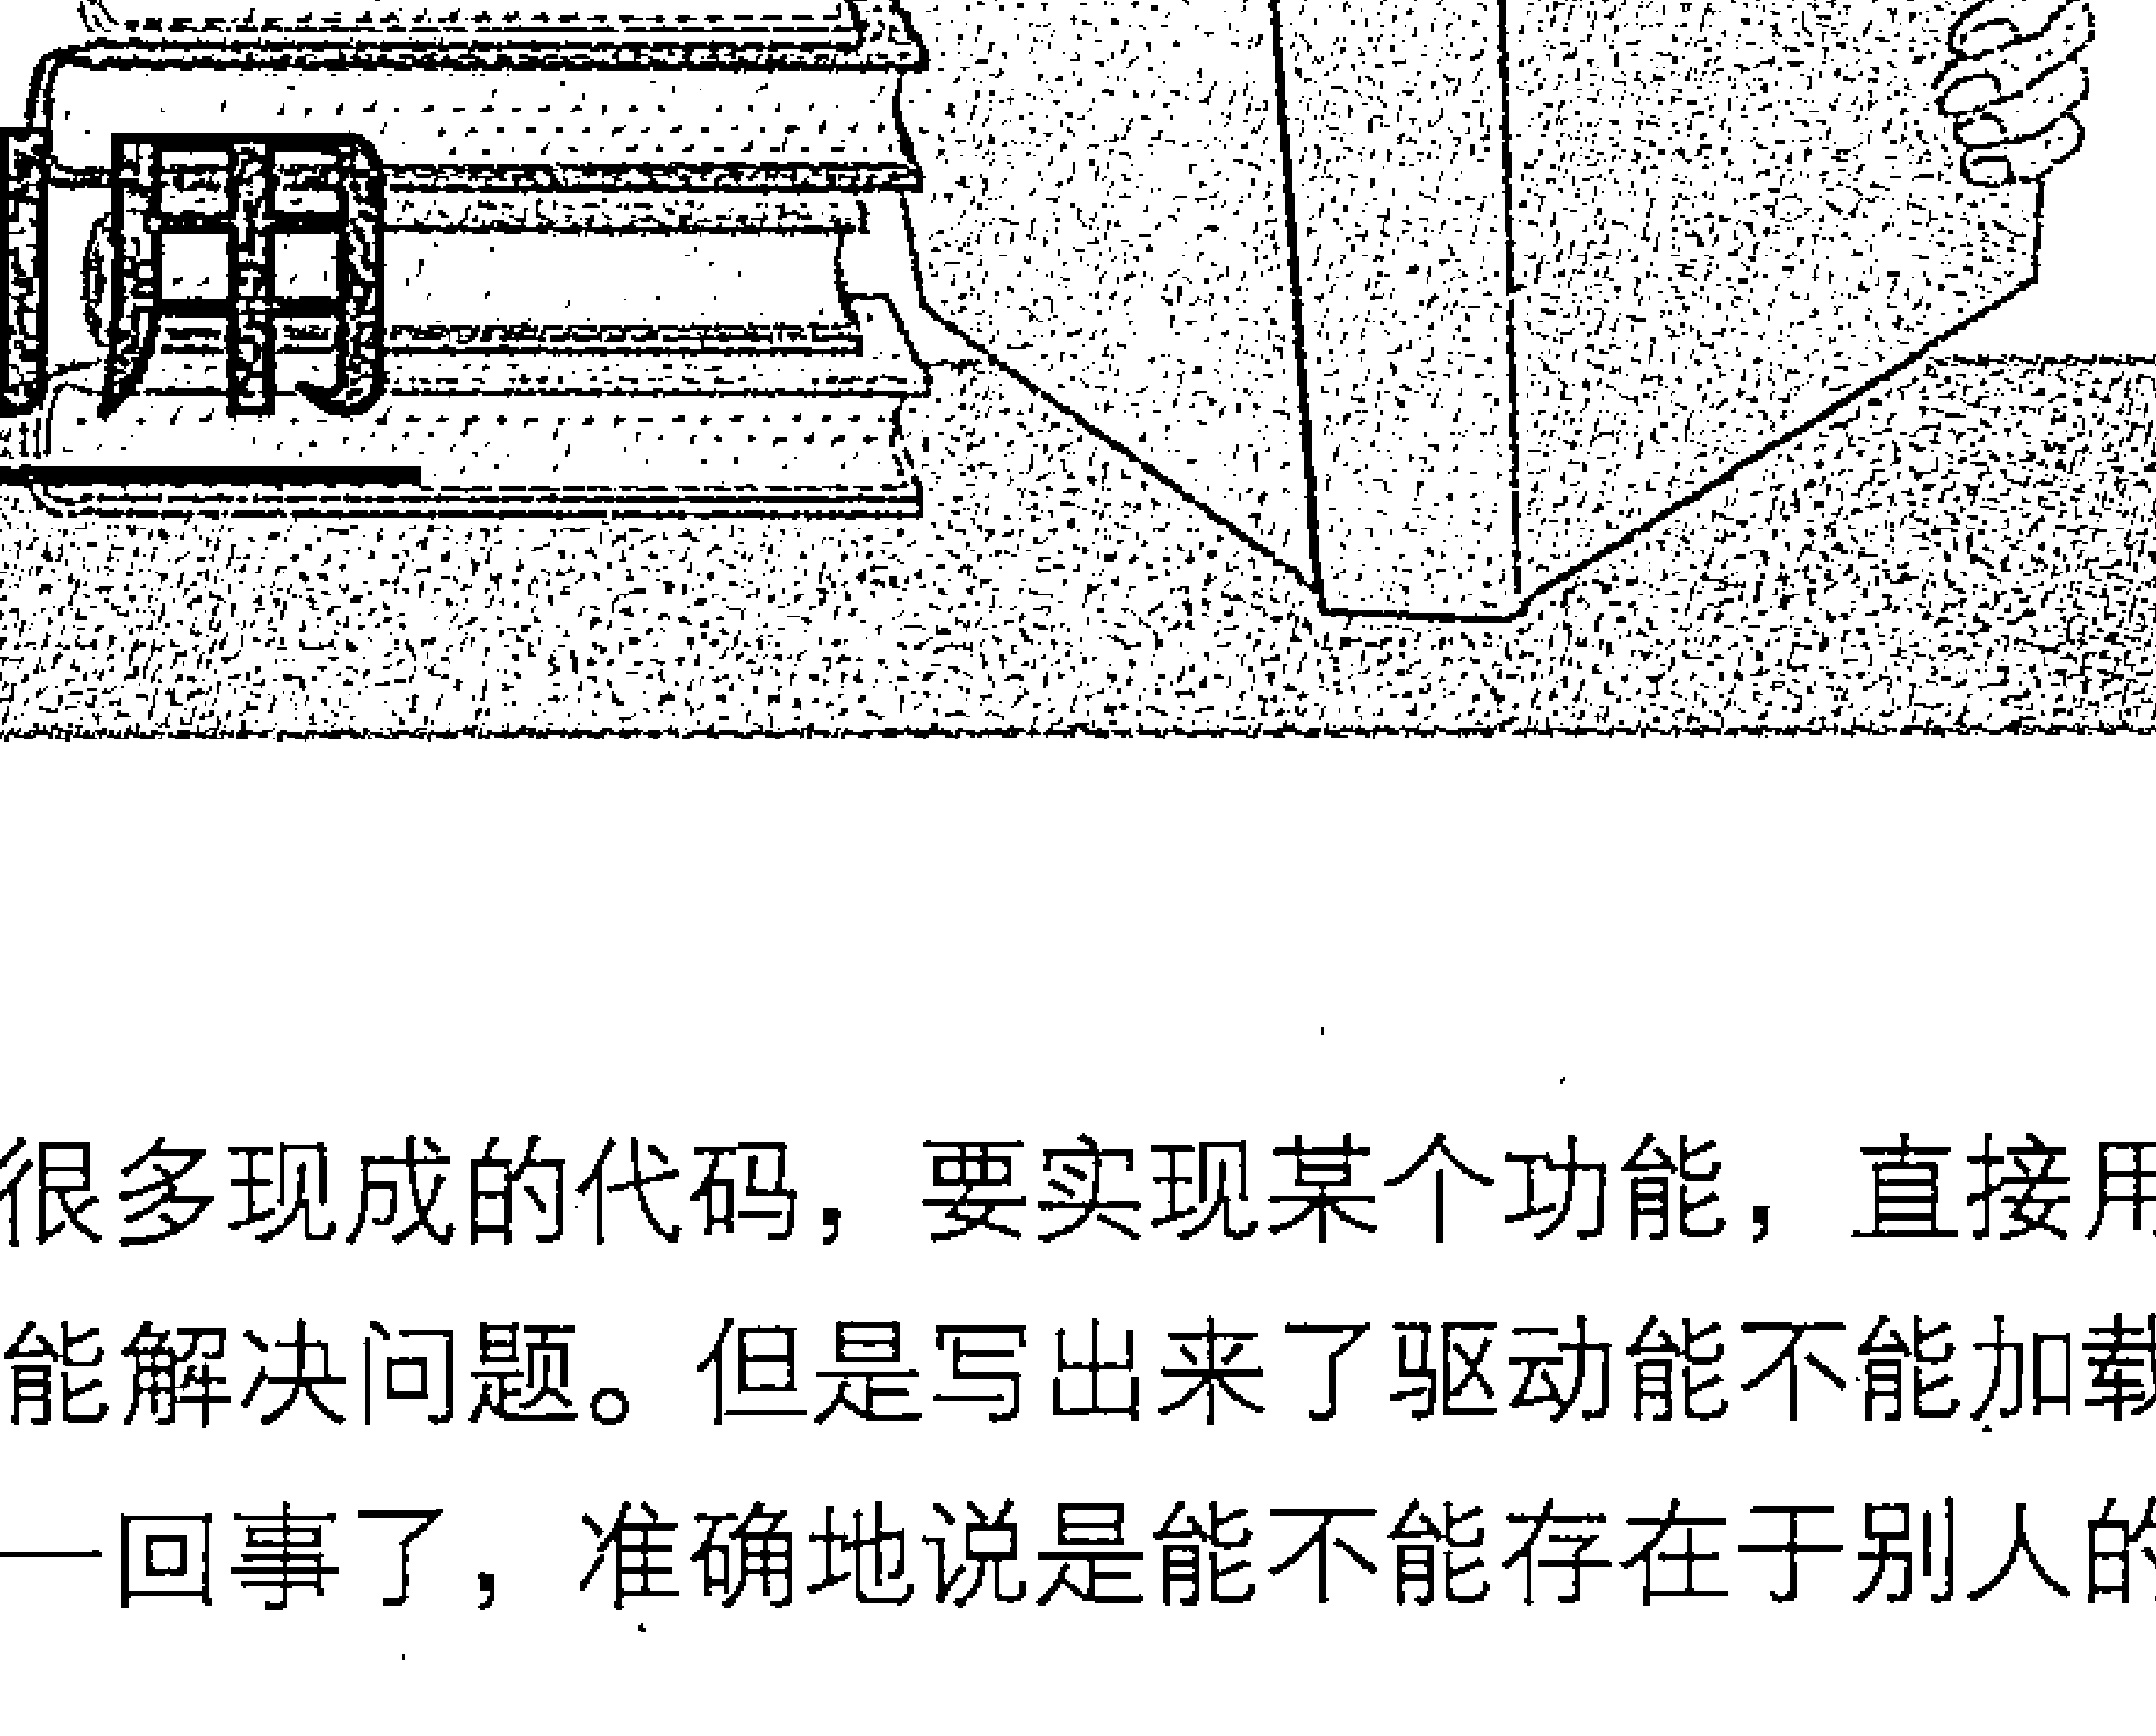 用
很多现成的代码，要实现某个功能，直接用
能解决问题。但是写出来了驱动能不能加载
一回事了，准确地说是能不能存在于别人的